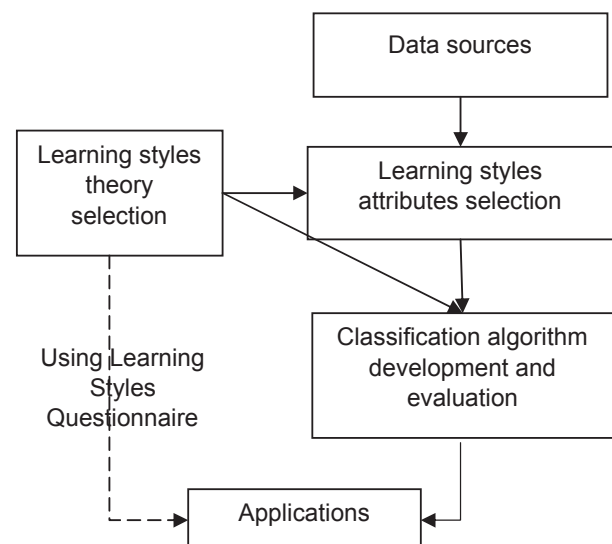 Data sources
Learning styles
theory
selection
Learning styles
attributes selection
Classification algorithm
development and
evaluation
Using Learning
Styles
Questionnaire
Applications